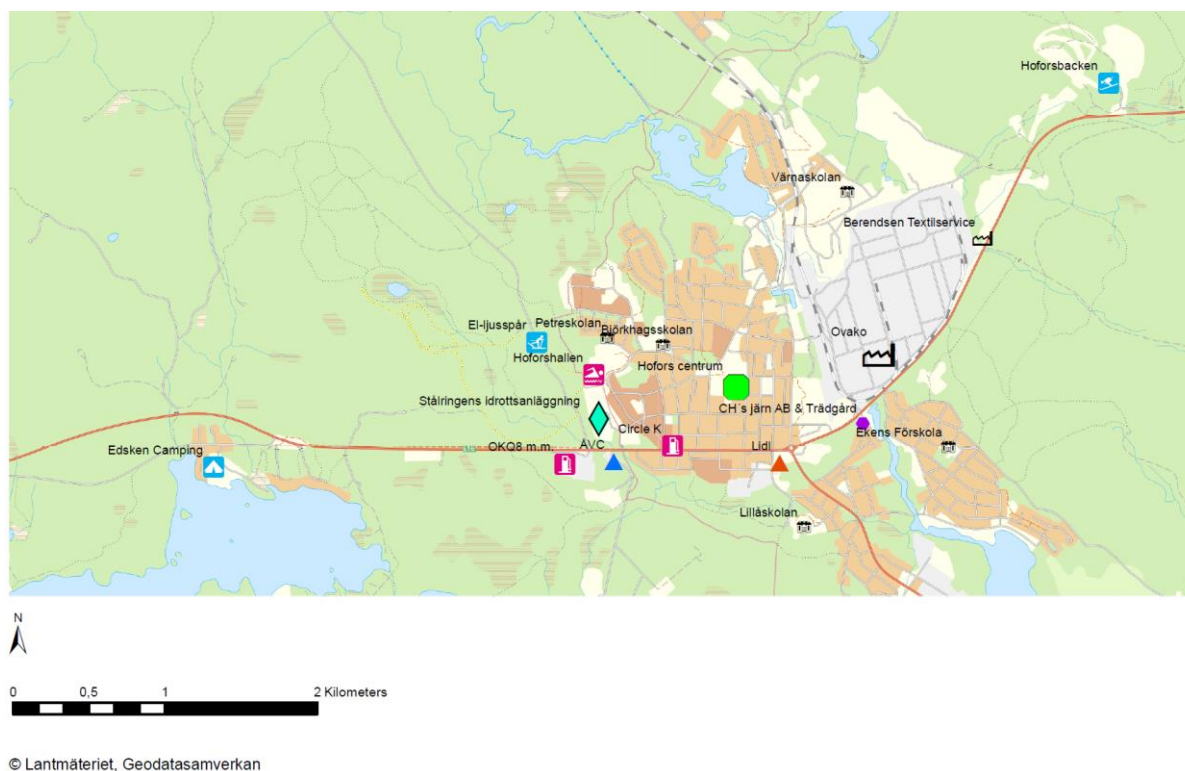 Hoforsbacken
Värnaskolan
Berendsen Textilservice
El-ljusspår
Petreskolan
Björkhagsskolan
Ovako
Hoforshallen
Hofors centrum
Stålringens idrottsanläggning
CH´s järn AB & Trädgård
Circle K
Ekens Förskola
AVC
OKQ8 m.m.
Lidl
Edsken Camping
Lillåskolan
N
0 0,5 1 2 Kilometers
© Lantmäteriet, Geodatasamverkan